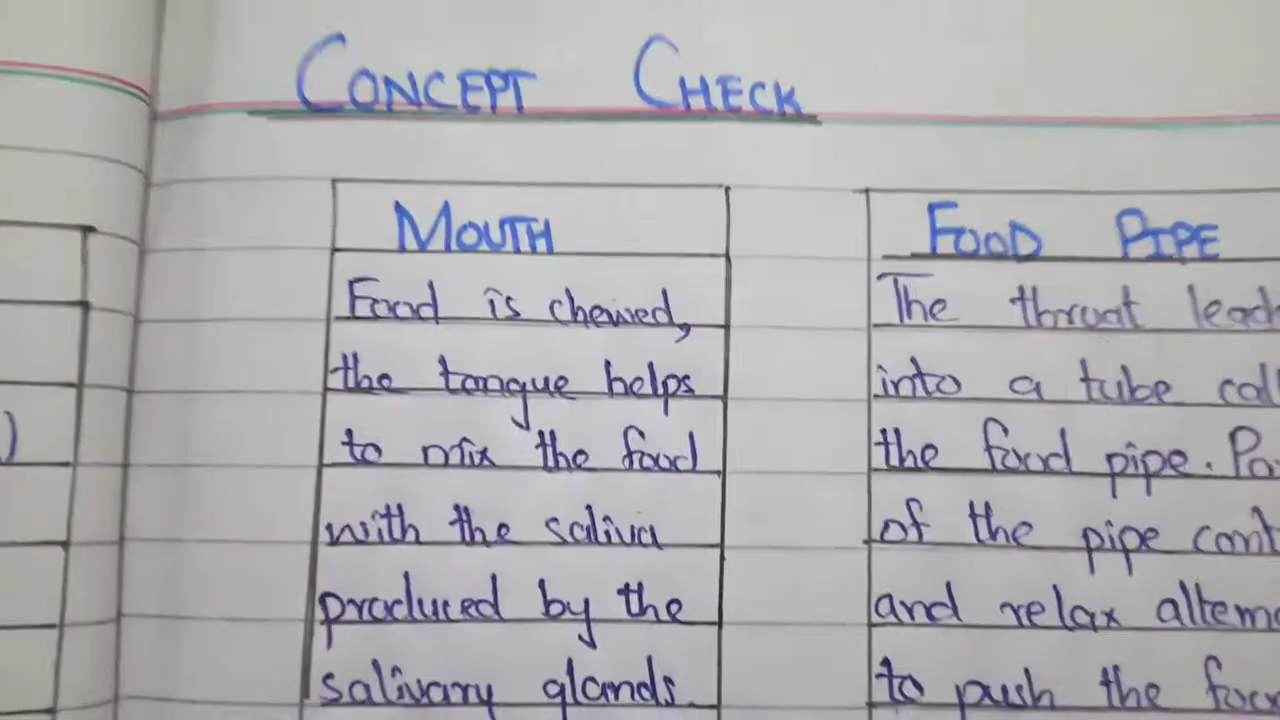 CONCEPT CHECK
MOUTH
Food is chewed,
the tongue helps
to mix the food
with the saliva
produced by the
salivary glands.
FOOD PIPE
The throat lead
into a tube cal
the food pipe. Pa
of the pipe cont
and relax alterna
to push the foo
)